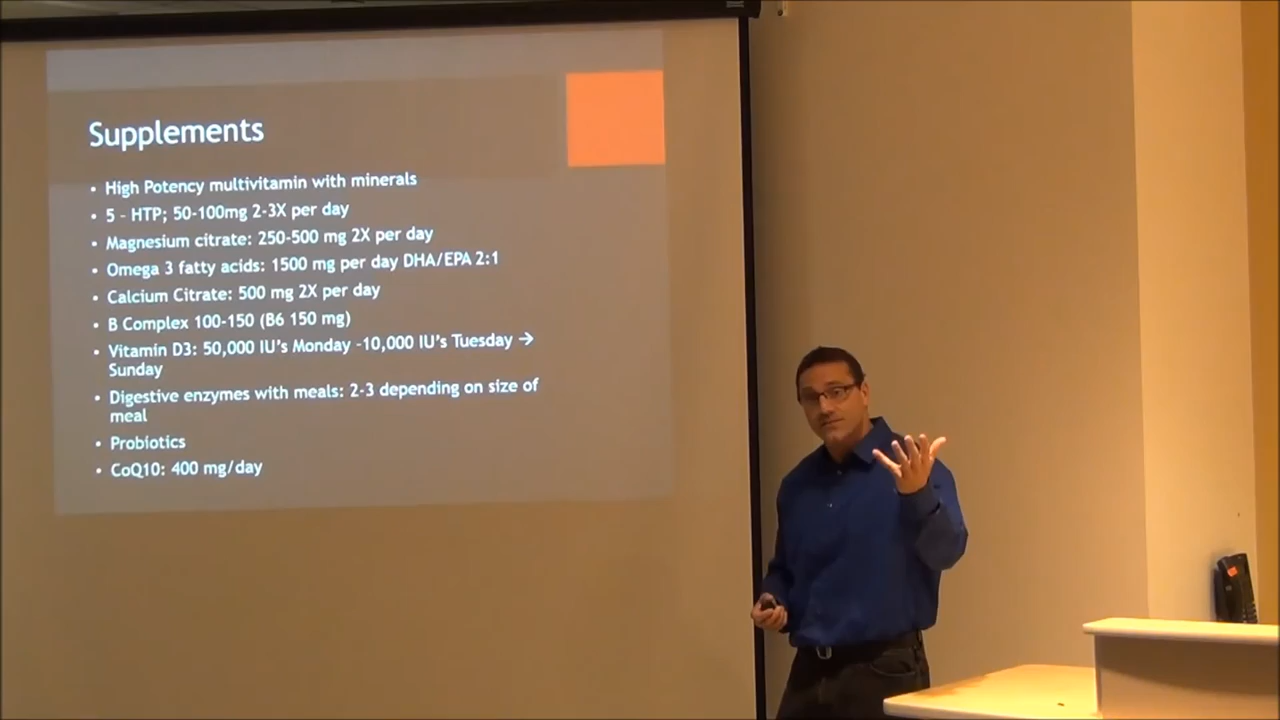 Supplements
• High Potency multivitamin with minerals
• 5 - HTP; 50-100mg 2-3X per day
• Magnesium citrate: 250-500 mg 2X per day
• Omega 3 fatty acids: 1500 mg per day DHA/EPA 2:1
• Calcium Citrate: 500 mg 2X per day
• B Complex 100-150 (B6 150 mg)
• Vitamin D3: 50,000 IU's Monday -10,000 IU's Tuesday →
Sunday
• Digestive enzymes with meals: 2-3 depending on size of
meal
• Probiotics
• CoQ10: 400 mg/day